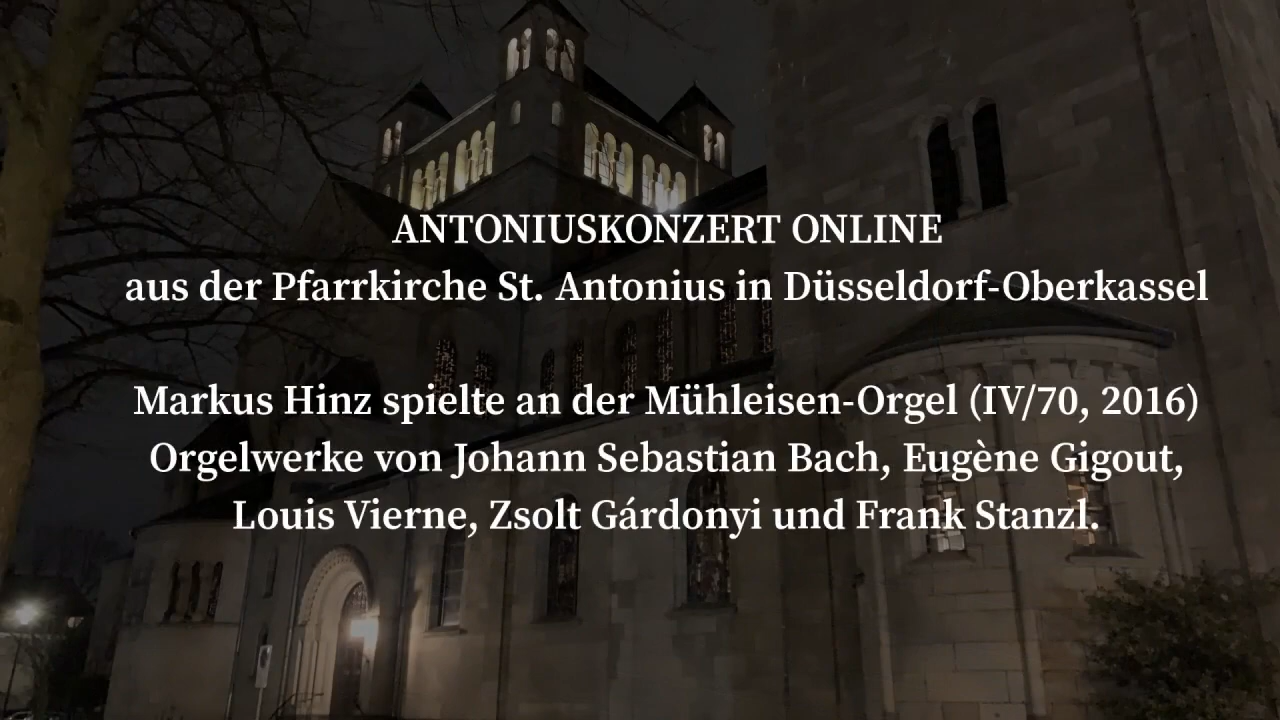 ANTONIUSKONZERT ONLINE
aus der Pfarrkirche St. Antonius in Düsseldorf-Oberkassel
Markus Hinz spielte an der Mühleisen-Orgel (IV/70, 2016)
Orgelwerke von Johann Sebastian Bach, Eugène Gigout,
Louis Vierne, Zsolt Gárdonyi und Frank Stanzl.